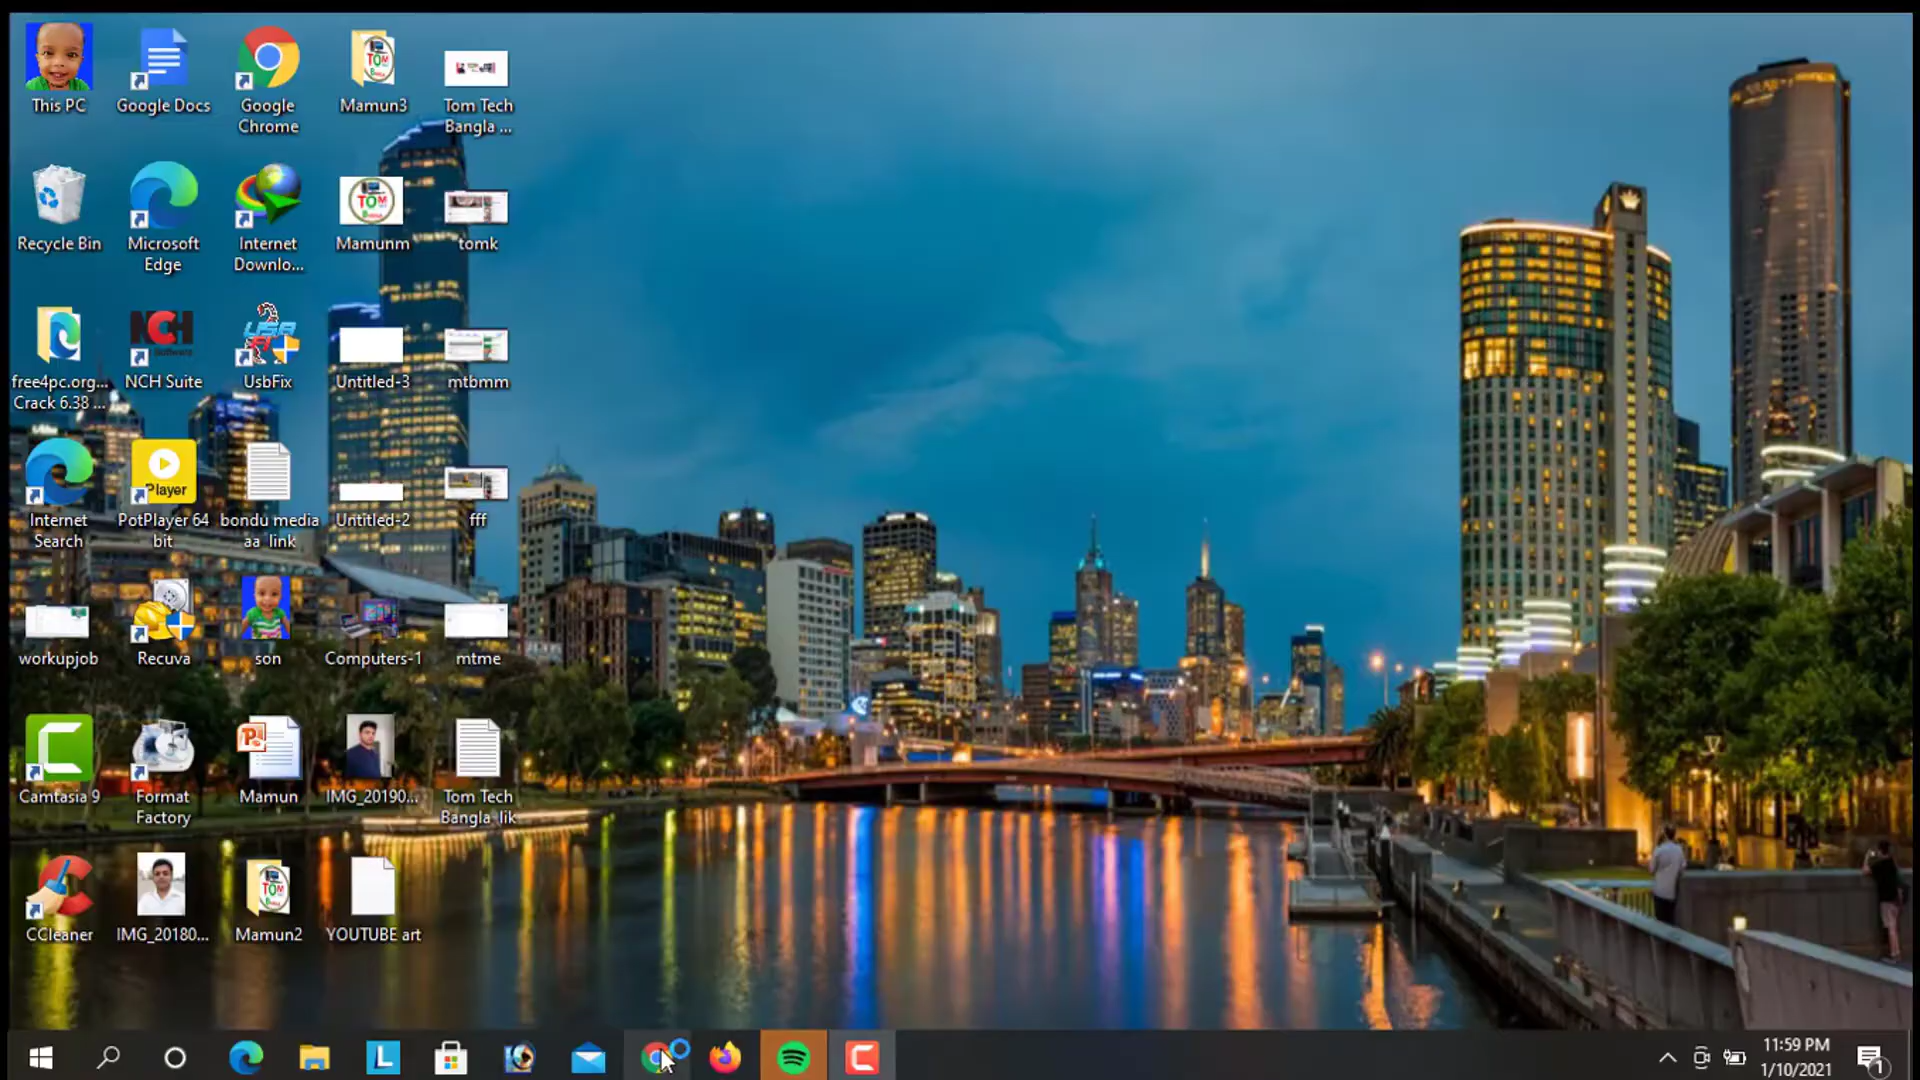 This PC
Google Docs
Google
Chrome
Mamun3
Tom Tech
Bangla ...
Recycle Bin
Microsoft
Edge
Internet
Downlo...
Mamunm
tomk
free4pc.org...
Crack 6.38 ...
NCH Suite
UsbFix
Untitled-3
mtbmm
Player
Internet
Search
PotPlayer 64
bit
bondu media
aa link
Untitled-2
fff
workupjob
Recuva
son
Computers-1
mtme
Camtasia 9
Format
Factory
Mamun
IMG_20190...
Tom Tech
Bangla lik
CCleaner
IMG_20180...
Mamun2
YOUTUBE art
11:59 PM
1/10/2021
1